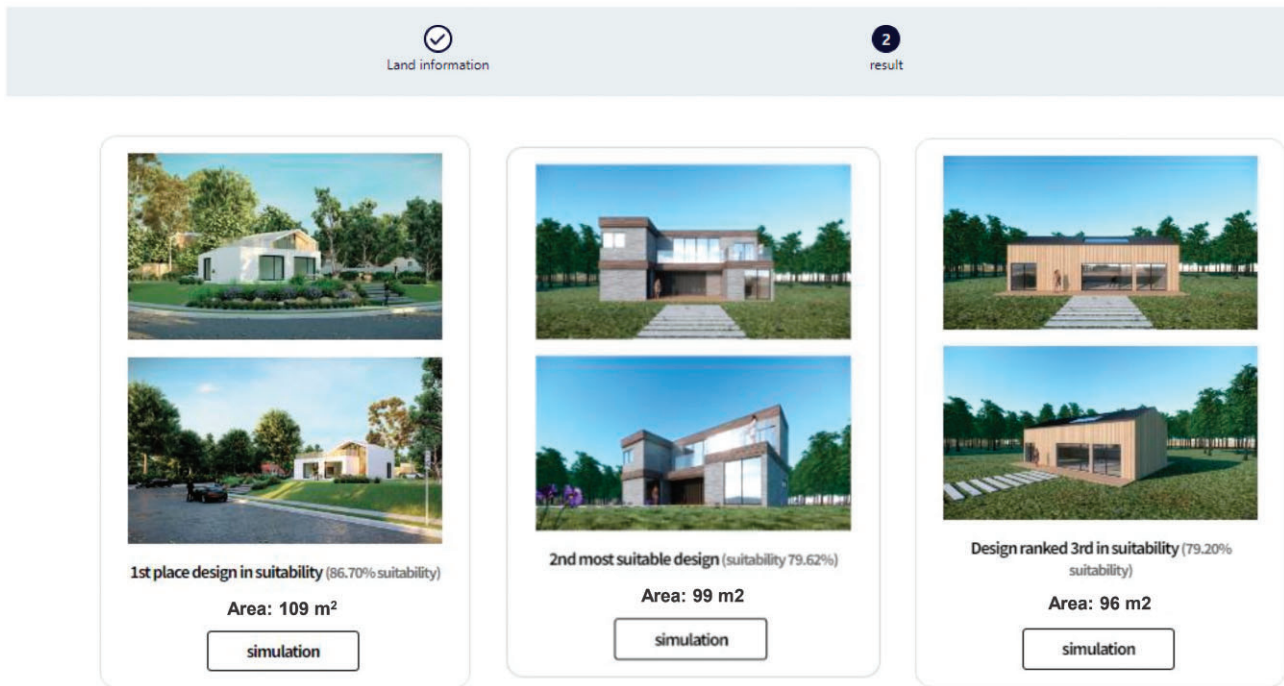 2
Land information
result
1st place design in suitability (86.70% suitability)
Area: 109 m²
simulation
2nd most suitable design (suitability 79.62%)
Area: 99 m2
simulation
Design ranked 3rd in suitability (79.20%
suitability)
Area: 96 m2
simulation